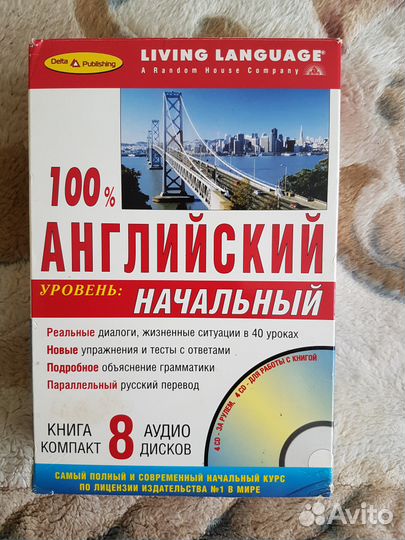 Delta Publishing
LIVING LANGUAGE®
A Random House Company
100%
АНГЛИЙСКИЙ
УРОВЕНЬ: НАЧАЛЬНЫЙ
Реальные диалоги, жизненные ситуации в 40 уроках
Новые упражнения и тесты с ответами
Подробное объяснение грамматики
Параллельный русский перевод
КНИГА 8 АУДИО
КОМПАКТ ДИСКОВ
4 CD - ЗА РУЛЕМ, 4 CD - ДЛЯ РАБОТЫ С КНИГОЙ
САМЫЙ ПОЛНЫЙ И СОВРЕМЕННЫЙ НАЧАЛЬНЫЙ КУРС
ПО ЛИЦЕНЗИИ ИЗДАТЕЛЬСТВА №1 В МИРЕ
Avito